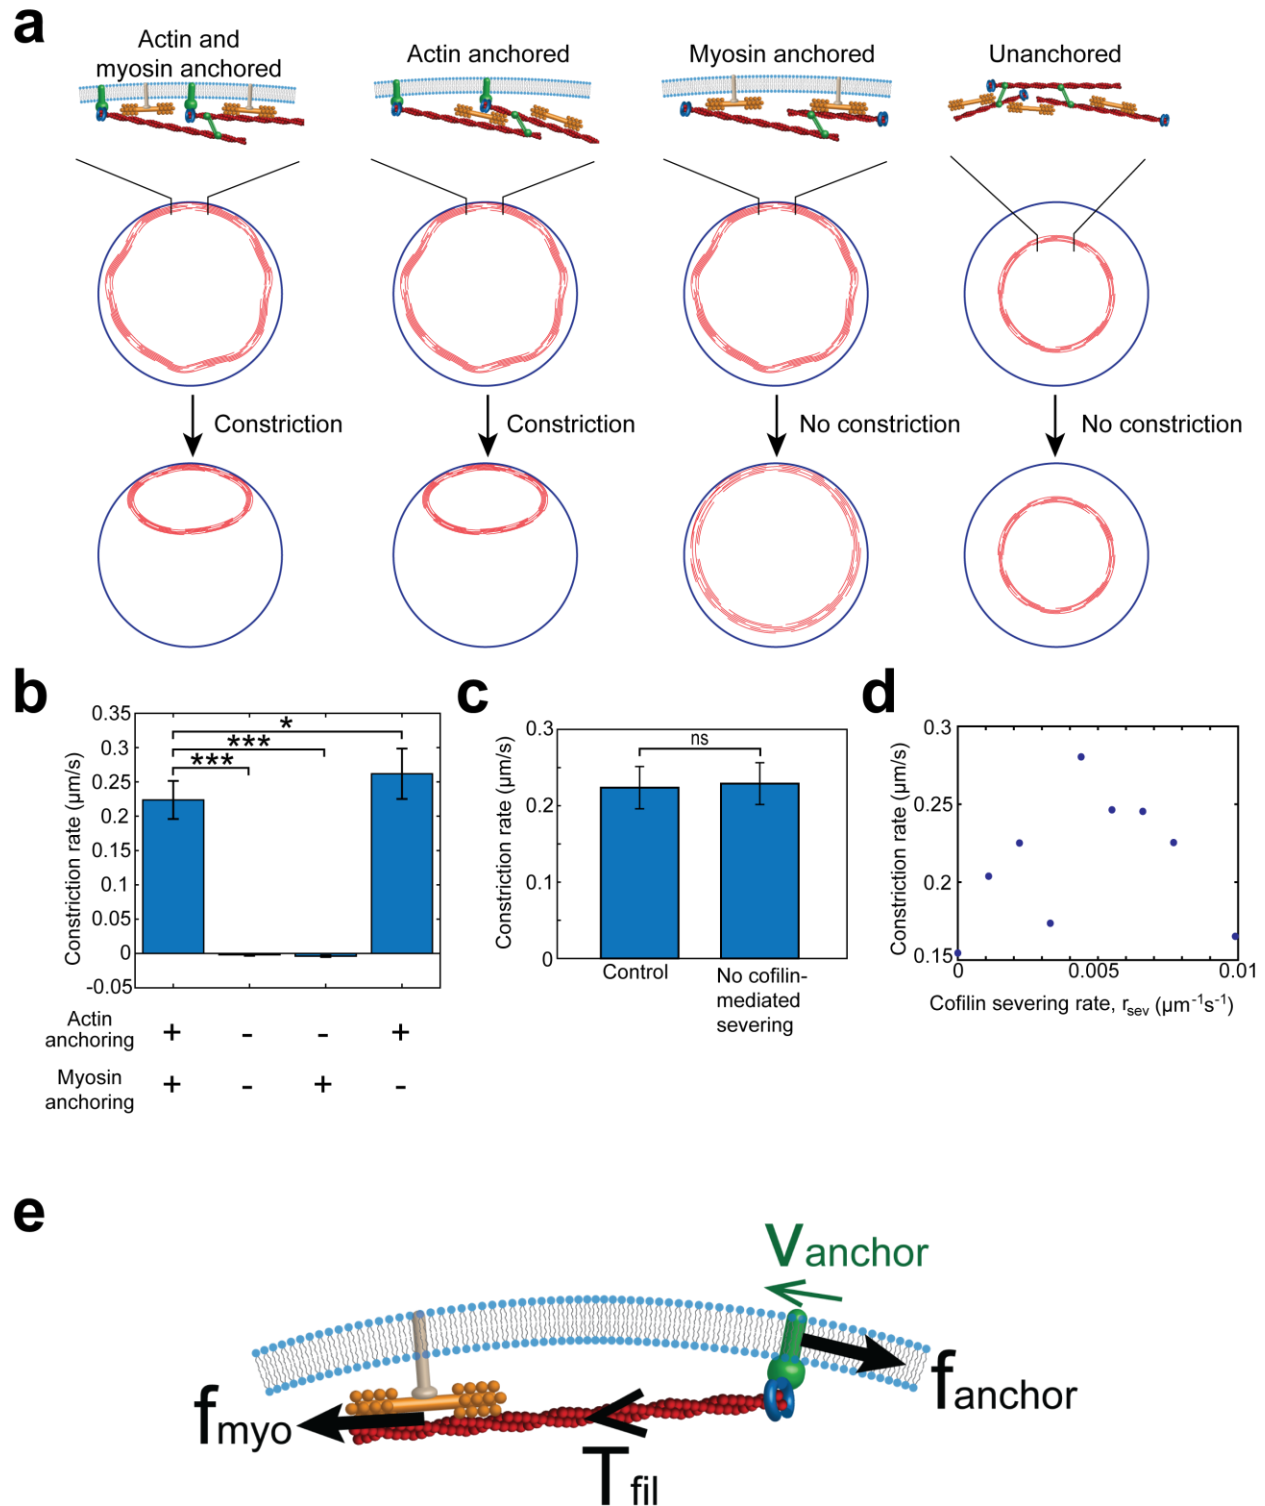 a
Actin and
myosin anchored
Actin anchored
Myosin anchored
Unanchored
Constriction
Constriction
No constriction
No constriction
b
Constriction rate (μm/s)
0.35
0.3
0.25
0.2
0.15
0.1
0.05
0
-0.05
*
***
***
Actin
anchoring
+ - - +
Myosin
anchoring
+ - + -
c
Constriction rate (μm/s)
0.3
0.2
0.1
0
ns
Control
No cofilin-
mediated
severing
d
Constriction rate (μm/s)
0.3
0.25
0.2
0.15
0 0.005 0.01
Cofilin severing rate, rsev (μm⁻¹s⁻¹)
e
Vanchor
fanchor
fmyo
Tfil